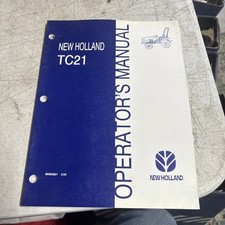 NEW HOLLAND
TC21
OPERATOR'S MANUAL
NEW HOLLAND